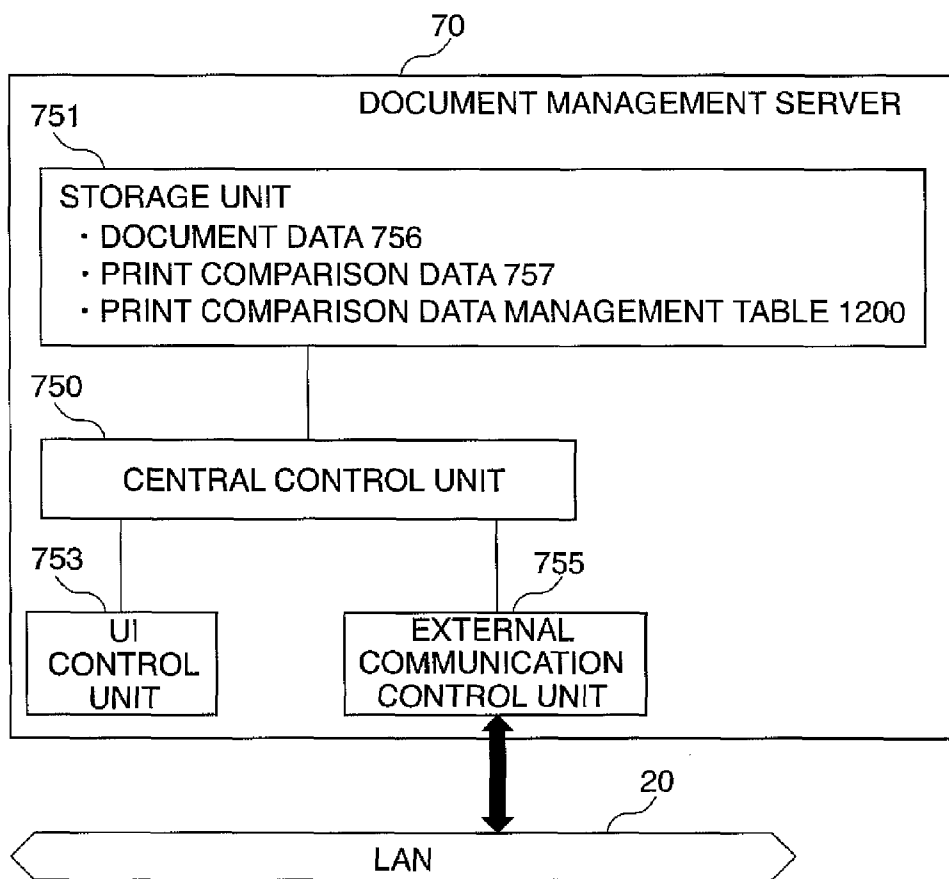 70
DOCUMENT MANAGEMENT SERVER
751
STORAGE UNIT
・DOCUMENT DATA 756
・PRINT COMPARISON DATA 757
・PRINT COMPARISON DATA MANAGEMENT TABLE 1200
750
CENTRAL CONTROL UNIT
753
UI
CONTROL
UNIT
755
EXTERNAL
COMMUNICATION
CONTROL UNIT
20
LAN